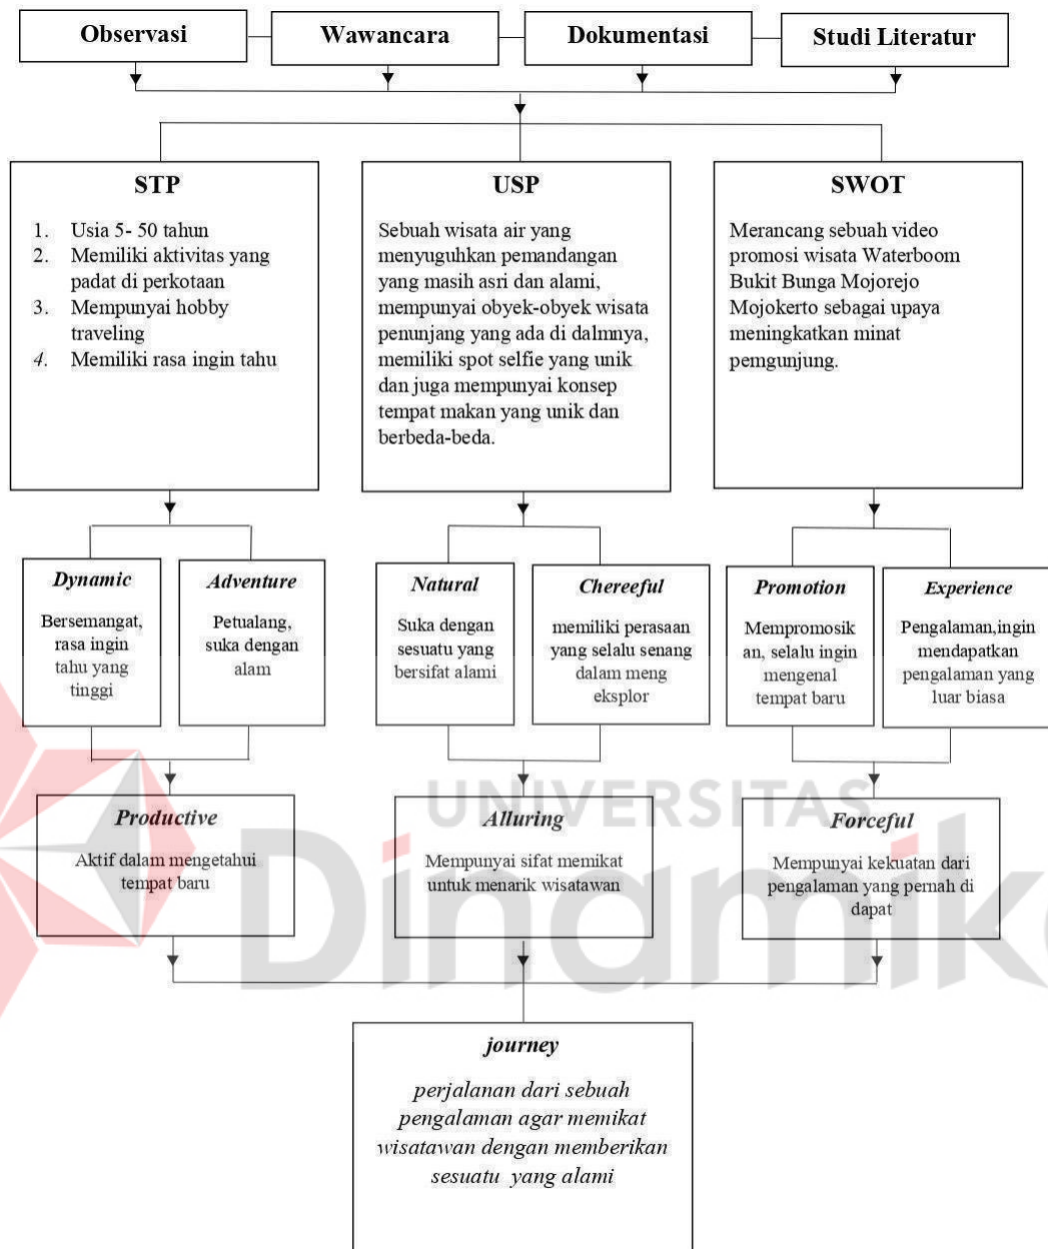 Observasi
Wawancara
Dokumentasi
Studi Literatur
STP
1. Usia 5- 50 tahun
2. Memiliki aktivitas yang
padat di perkotaan
3. Mempunyai hobby
traveling
4. Memiliki rasa ingin tahu
USP
Sebuah wisata air yang
menyuguhkan pemandangan
yang masih asri dan alami,
mempunyai obyek-obyek wisata
penunjang yang ada di dalmnya,
memiliki spot selfie yang unik
dan juga mempunyai konsep
tempat makan yang unik dan
berbeda-beda.
SWOT
Merancang sebuah video
promosi wisata Waterboom
Bukit Bunga Mojorejo
Mojokerto sebagai upaya
meningkatkan minat
pemgunjung.
Dynamic
Bersemangat,
rasa ingin
tahu yang
tinggi
Adventure
Petualang,
suka dengan
alam
Natural
Suka dengan
sesuatu yang
bersifat alami
Chereeful
memiliki perasaan
yang selalu senang
dalam meng
eksplor
Promotion
Mempromosik
an, selalu ingin
mengenal
tempat baru
Experience
Pengalaman,ingin
mendapatkan
pengalaman yang
luar biasa
UNIVERSITAS
Dinamika
Productive
Aktif dalam mengetahui
tempat baru
Alluring
Mempunyai sifat memikat
untuk menarik wisatawan
Forceful
Mempunyai kekuatan dari
pengalaman yang pernah di
dapat
journey
perjalanan dari sebuah
pengalaman agar memikat
wisatawan dengan memberikan
sesuatu yang alami